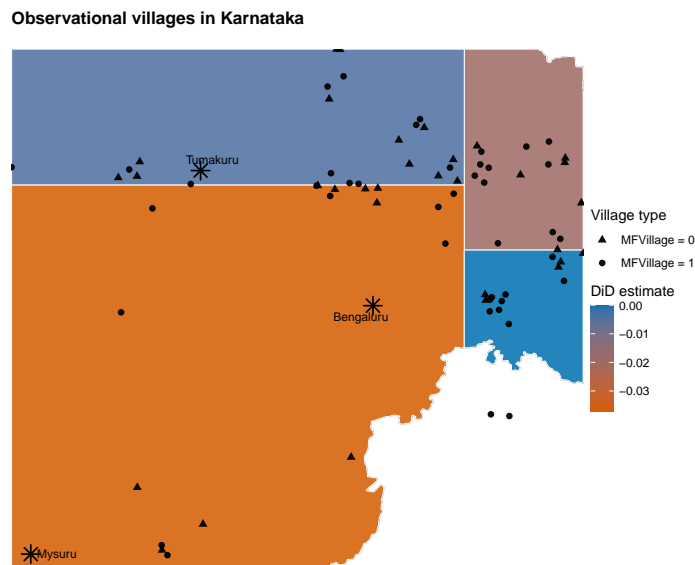 Observational villages in Karnataka
Tumakuru
Bengaluru
Mysuru
Village type
MFVillage = 0
MFVillage = 1
DiD estimate
0.00
−0.01
−0.02
−0.03